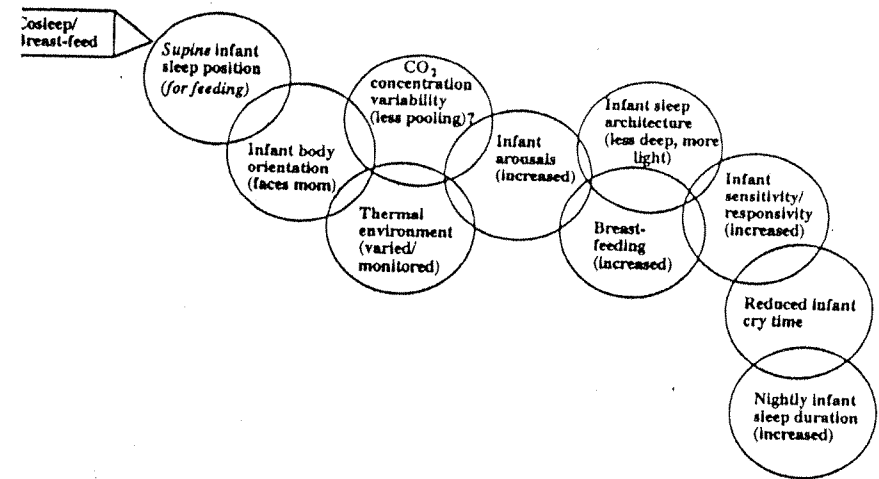 Cosleep/
Breast-feed
Supine infant
sleep position
(for feeding)
Infant body
orientation
(faces mom)
CO2
concentration
variability
(less pooling)?
Thermal
environment
(varied/
monitored)
Infant
arousals
(increased)
Infant sleep
architecture
(less deep, more
light)
Breast-
feeding
(increased)
Infant
sensitivity/
responsivity
(increased)
Reduced infant
cry time
Nightly infant
sleep duration
(increased)